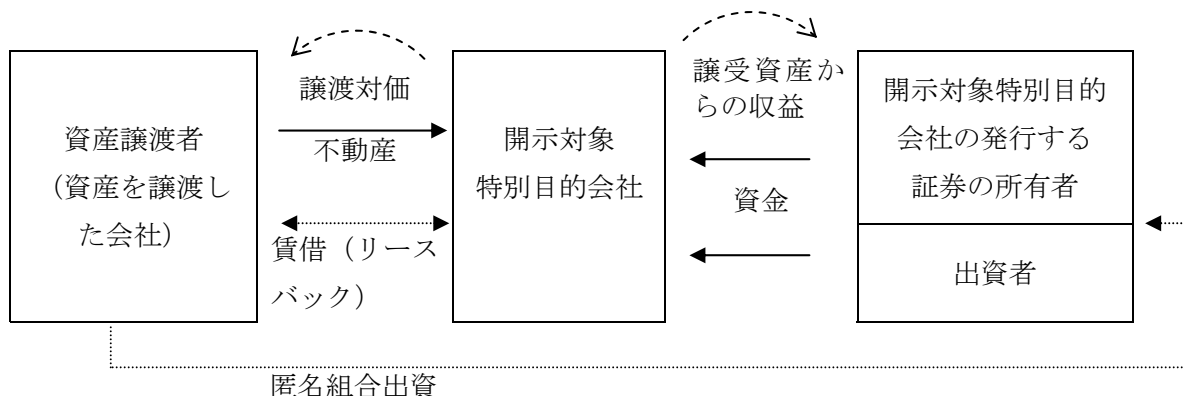 資産譲渡者
（資産を譲渡し
た会社）
譲渡対価
不動産
賃借（リース
バック）
開示対象
特別目的会社
譲受資産か
らの収益
資金
開示対象特別目的
会社の発行する
証券の所有者
出資者
匿名組合出資